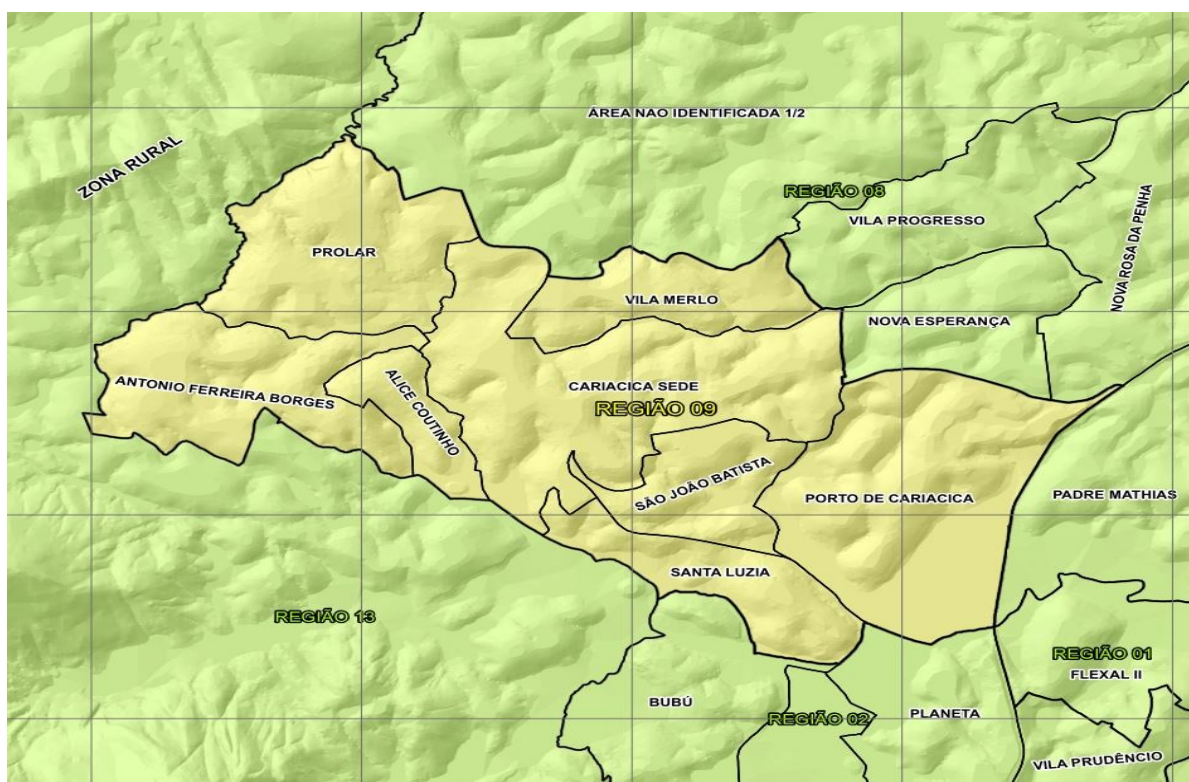 ÁREA NAO IDENTIFICADA 1/2
ZONA RURAL
REGIÃO 08
VILA PROGRESSO
NOVA ROSA DA PENHA
PROLAR
VILA MERLO
NOVA ESPERANÇA
ANTONIO FERREIRA BORGES
ALICE COUTINHO
CARIACICA SEDE
REGIÃO 09
SÃO JOÃO BATISTA
PORTO DE CARIACICA
PADRE MATHIAS
SANTA LUZIA
REGIÃO 13
REGIÃO 01
FLEXAL II
BUBÚ
REGIÃO 02
PLANETA
VILA PRUDÊNCIO